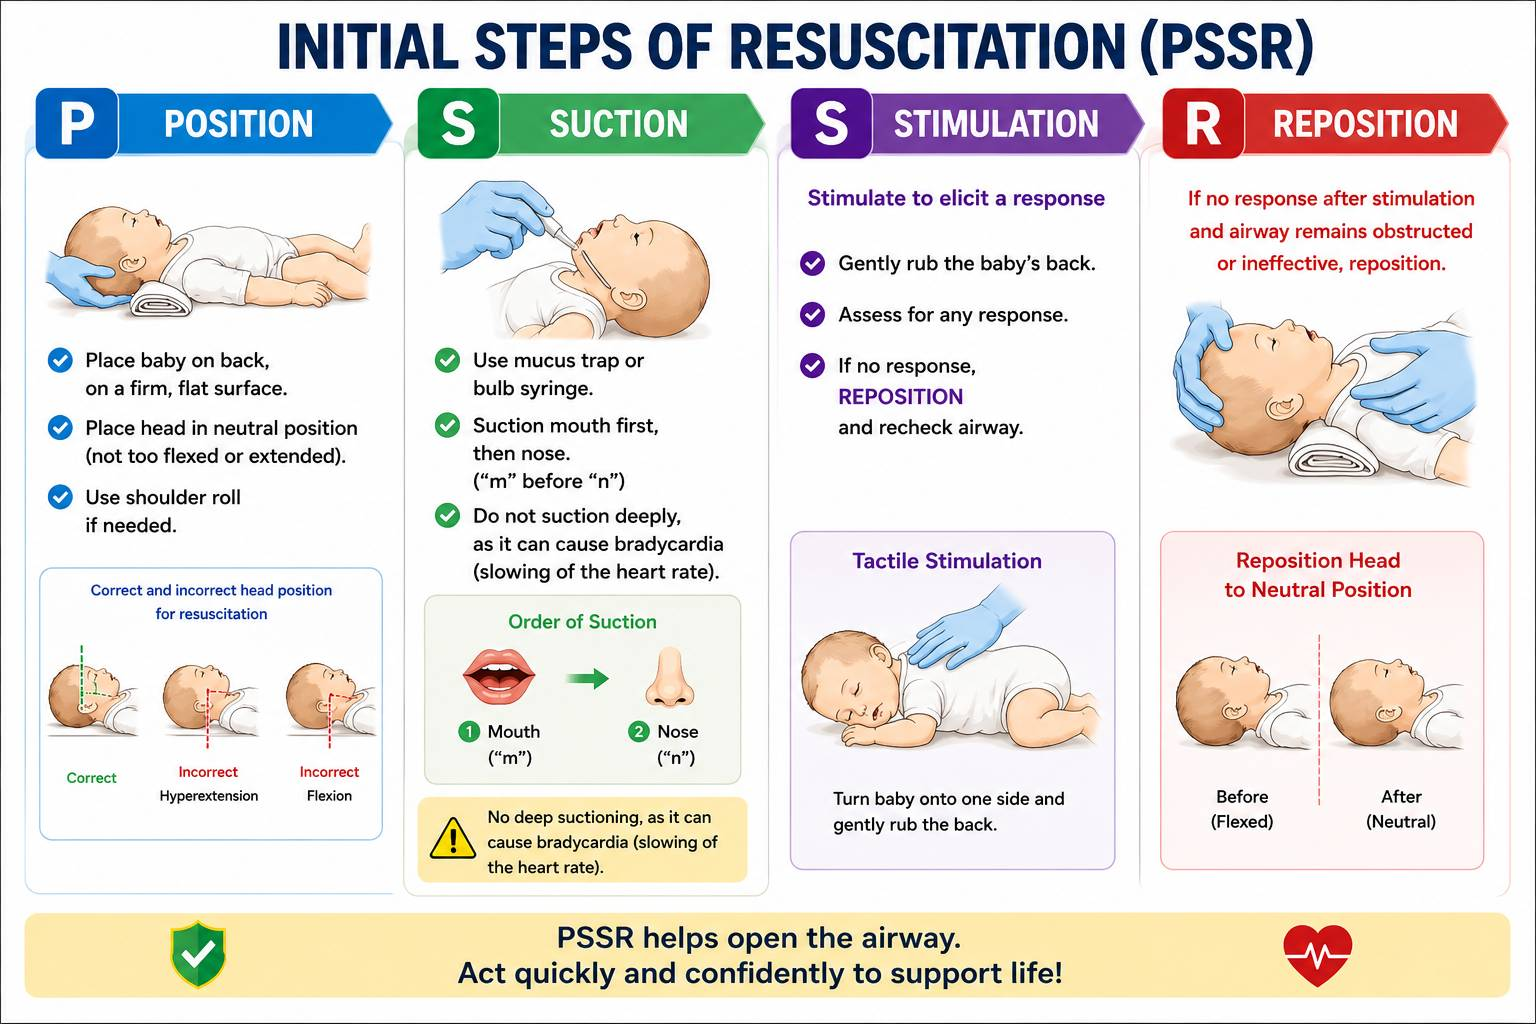 INITIAL STEPS OF RESUSCITATION (PSSR)
P
POSITION
Place baby on back,
on a firm, flat surface.
Place head in neutral position
(not too flexed or extended).
Use shoulder roll
if needed.
Correct and incorrect head position
for resuscitation
Correct
Incorrect
Hyperextension
Incorrect
Flexion
S
SUCTION
Use mucus trap or
bulb syringe.
Suction mouth first,
then nose.
(“m” before “n”)
Do not suction deeply,
as it can cause bradycardia
(slowing of the heart rate).
Order of Suction
1 Mouth
(“m”)
2 Nose
(“n”)
No deep suctioning, as it can
cause bradycardia (slowing of
the heart rate).
S
STIMULATION
Stimulate to elicit a response
Gently rub the baby’s back.
Assess for any response.
If no response,
REPOSITION
and recheck airway.
Tactile Stimulation
Turn baby onto one side and
gently rub the back.
R
REPOSITION
If no response after stimulation
and airway remains obstructed
or ineffective, reposition.
Reposition Head
to Neutral Position
Before
(Flexed)
After
(Neutral)
PSSR helps open the airway.
Act quickly and confidently to support life!